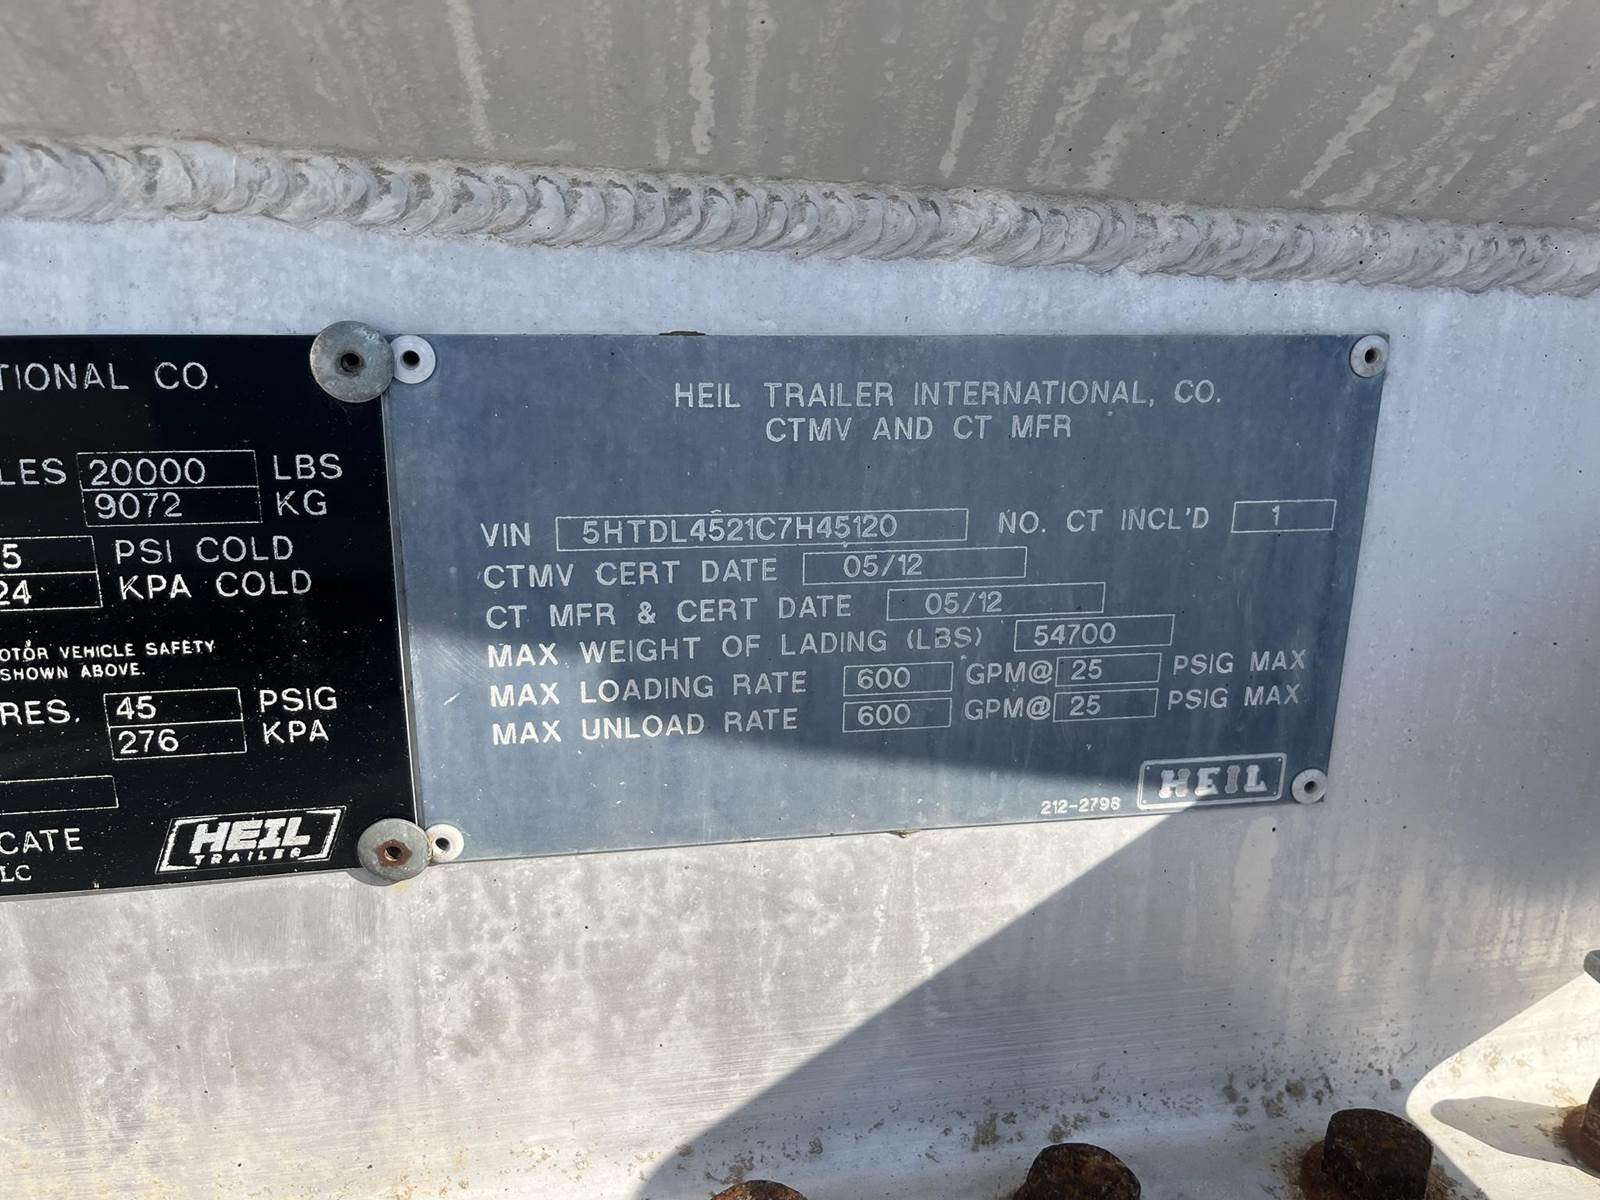 TIONAL CO.
LES 20000 LBS
9072 KG
5 PSI COLD
24 KPA COLD
OTOR VEHICLE SAFETY
SHOWN ABOVE.
RES. 45 PSIG
276 KPA
CATE
LC
HEIL
TRAILER
HEIL TRAILER INTERNATIONAL, CO.
CTMV AND CT MFR
VIN 5HTDL4521C7H45120 NO. CT INCL'D 1
CTMV CERT DATE 05/12
CT MFR & CERT DATE 05/12
MAX WEIGHT OF LADING (LBS) 54700
MAX LOADING RATE 600 GPM@ 25 PSIG MAX
MAX UNLOAD RATE 600 GPM@ 25 PSIG MAX
212-2798 HEIL